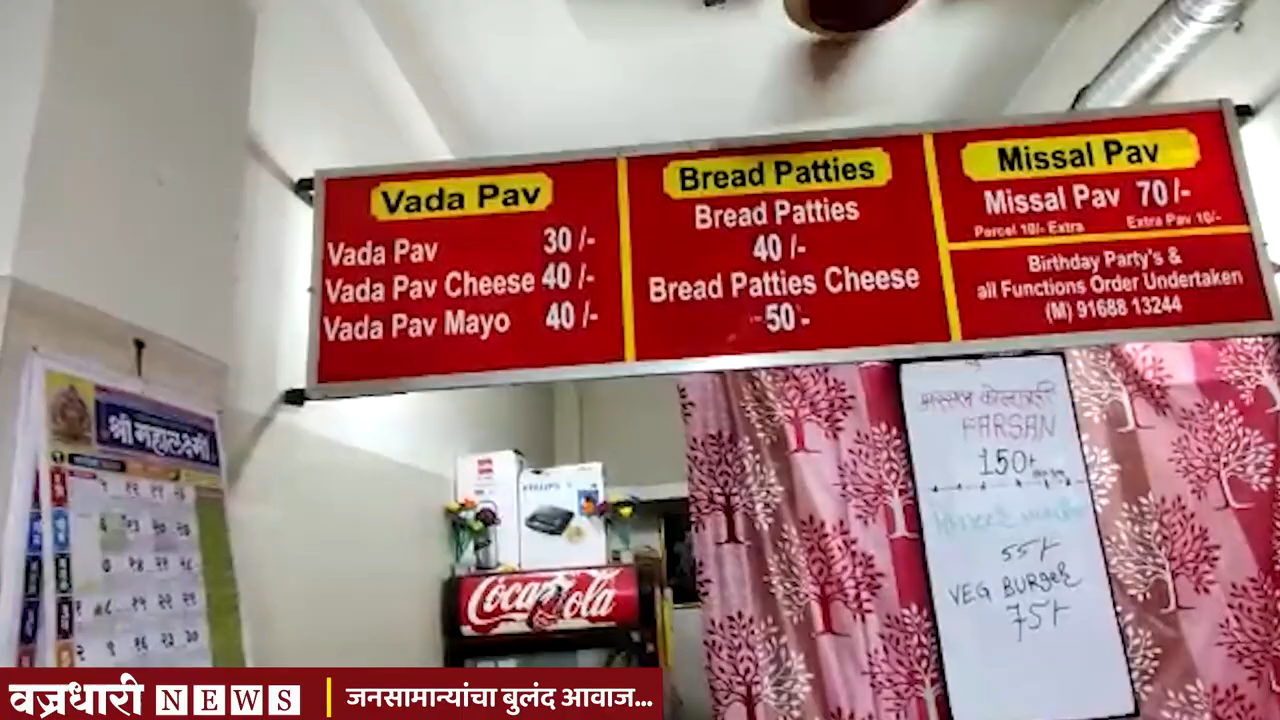 Vada Pav
Vada Pav 30 /-
Vada Pav Cheese 40 /-
Vada Pav Mayo 40 /-
Bread Patties
Bread Patties
40 /-
Bread Patties Cheese
50 -
Missal Pav
Missal Pav 70 /-
Parcel 10/- Extra Extra Pav 10/-
Birthday Party's &
all Functions Order Undertaken
(M) 91688 13244
श्री महालक्ष्मी
Coca-Cola
FARSAN
150/-
55/-
VEG BURGER
75/-
वज्रधारी NEWS
जनसामान्यांचा बुलंद आवाज...